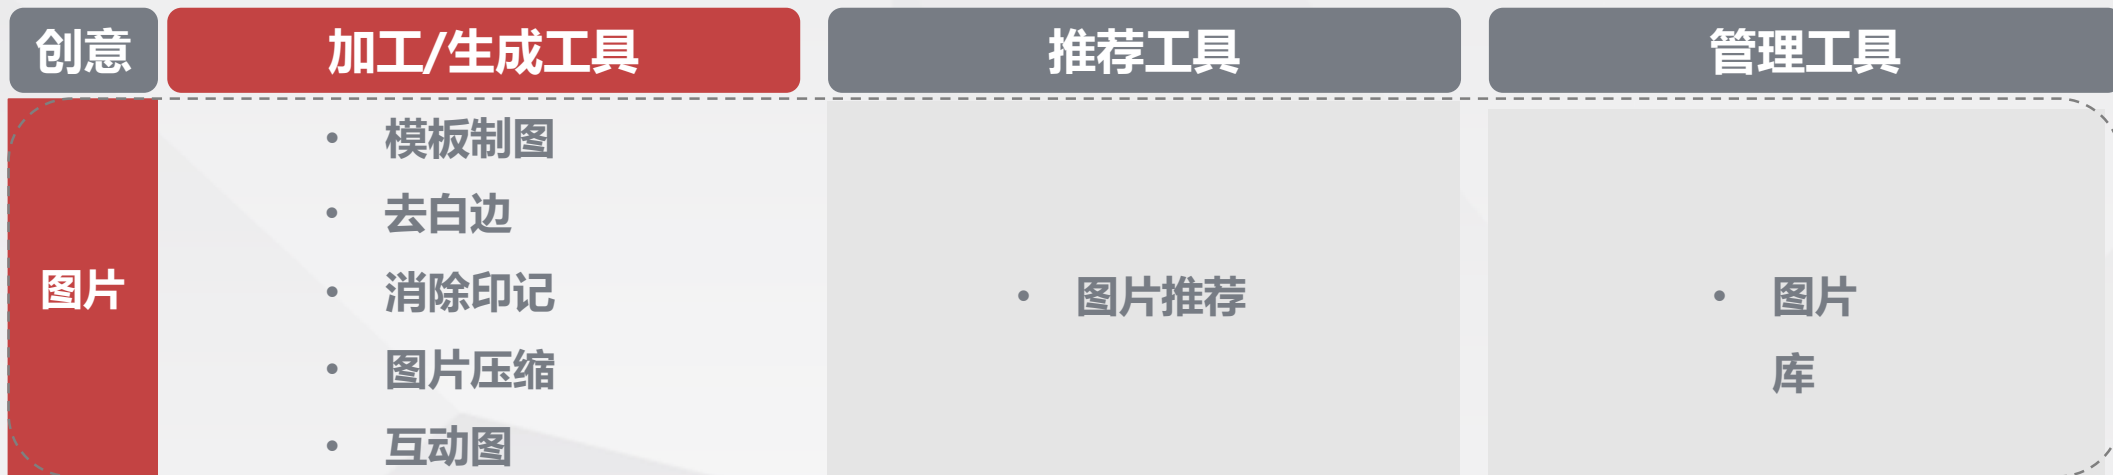 创意
加工/生成工具
推荐工具
管理工具
图片
• 模板制图
• 去白边
• 消除印记
• 图片压缩
• 互动图
• 图片推荐
• 图片
库